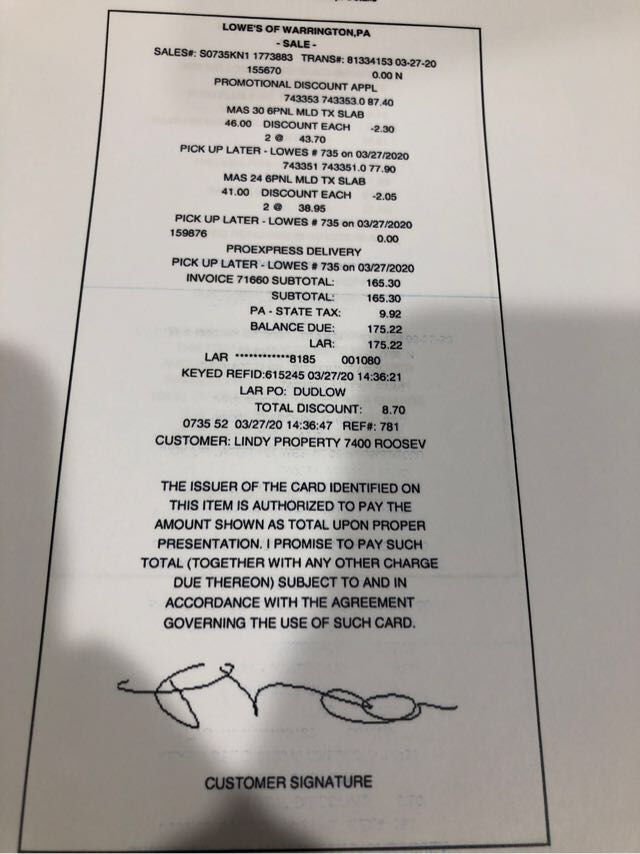 LOWE'S OF WARRINGTON,PA
- SALE -
SALES#: S0735KN1 1773883 TRANS#: 81334153 03-27-20
155670 0.00 N
PROMOTIONAL DISCOUNT APPL
743353 743353.0 87.40
MAS 30 6PNL MLD TX SLAB
46.00 DISCOUNT EACH -2.30
2 @ 43.70
PICK UP LATER - LOWES # 735 on 03/27/2020
743351 743351.0 77.90
MAS 24 6PNL MLD TX SLAB
41.00 DISCOUNT EACH -2.05
2 @ 38.95
PICK UP LATER - LOWES # 735 on 03/27/2020
159876 0.00
PROEXPRESS DELIVERY
PICK UP LATER - LOWES # 735 on 03/27/2020
INVOICE 71660 SUBTOTAL: 165.30
SUBTOTAL: 165.30
PA - STATE TAX: 9.92
BALANCE DUE: 175.22
LAR: 175.22
LAR ************8185 001080
KEYED REFID:615245 03/27/20 14:36:21
LAR PO: DUDLOW
TOTAL DISCOUNT: 8.70
0735 52 03/27/20 14:36:47 REF#: 781
CUSTOMER: LINDY PROPERTY 7400 ROOSEV
THE ISSUER OF THE CARD IDENTIFIED ON
THIS ITEM IS AUTHORIZED TO PAY THE
AMOUNT SHOWN AS TOTAL UPON PROPER
PRESENTATION. I PROMISE TO PAY SUCH
TOTAL (TOGETHER WITH ANY OTHER CHARGE
DUE THEREON) SUBJECT TO AND IN
ACCORDANCE WITH THE AGREEMENT
GOVERNING THE USE OF SUCH CARD.
CUSTOMER SIGNATURE